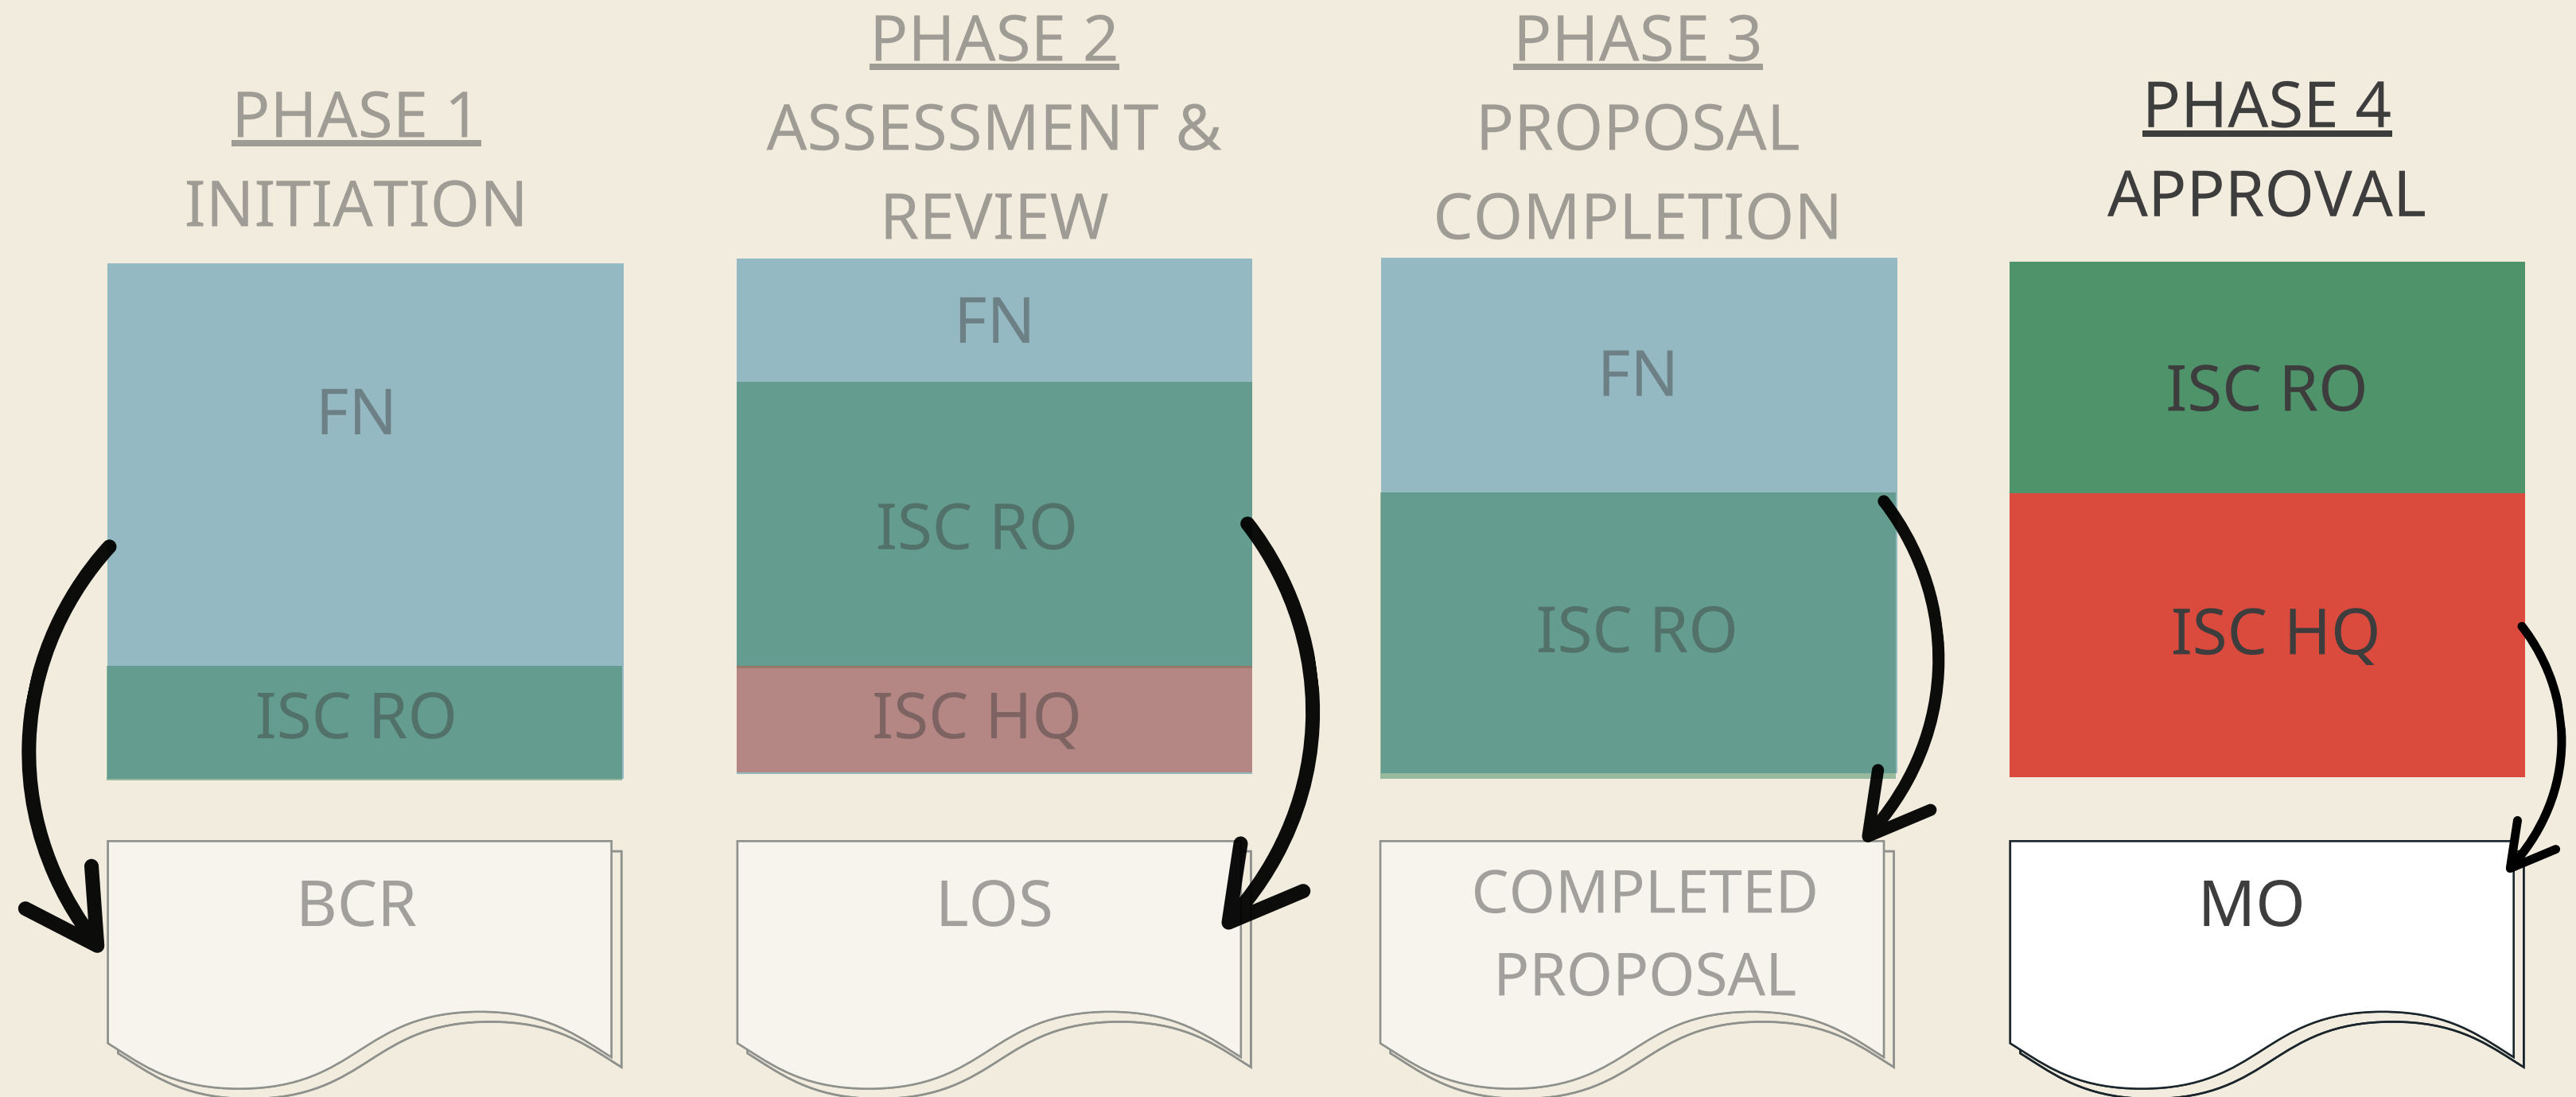 PHASE 1
INITIATION
FN
ISC RO
BCR
PHASE 2
ASSESSMENT &
REVIEW
FN
ISC RO
ISC HQ
LOS
PHASE 3
PROPOSAL
COMPLETION
FN
ISC RO
COMPLETED
PROPOSAL
PHASE 4
APPROVAL
ISC RO
ISC HQ
MO